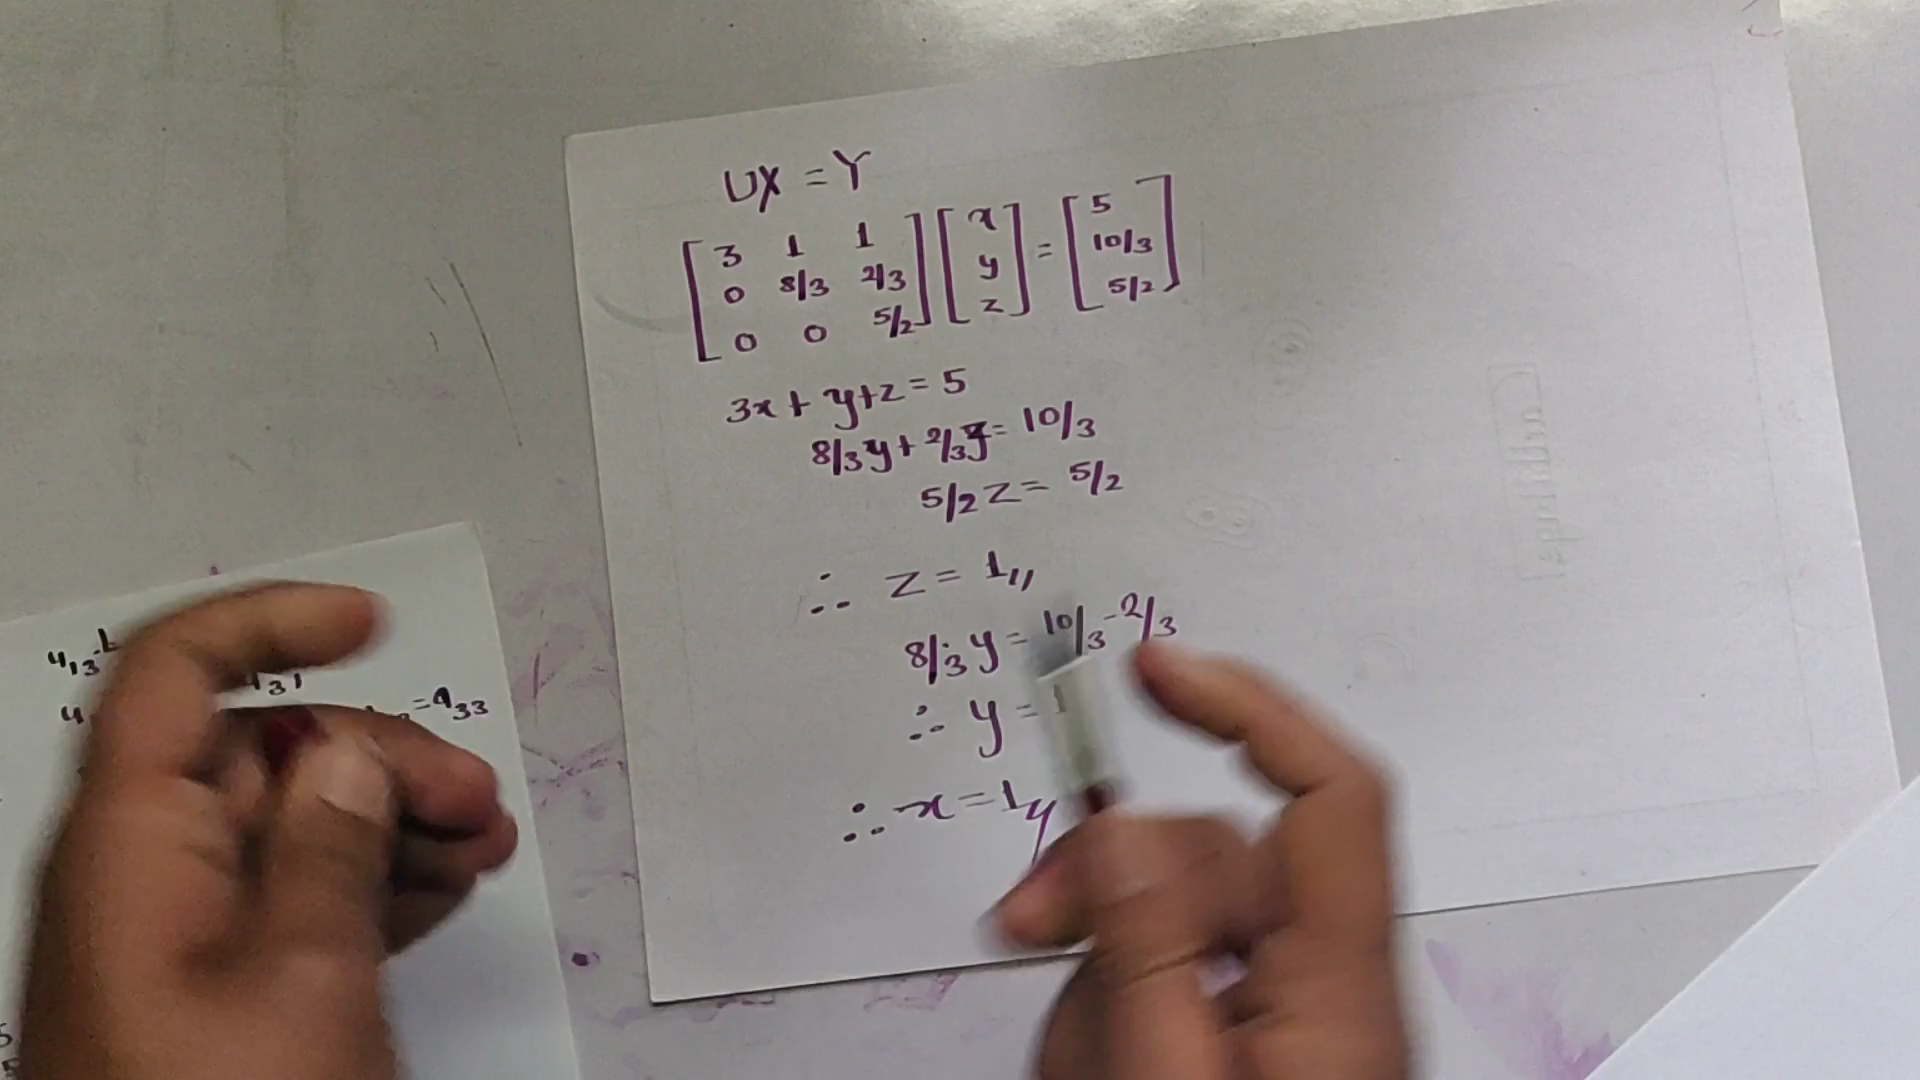 UX = Y
[ 3 1 1 ] [ x ] = [ 5 ]
[ 0 8/3 2/3 ] [ y ] [ 10/3 ]
[ 0 0 5/2 ] [ z ] [ 5/2 ]
3x + y + z = 5
8/3 y + 2/3 z = 10/3
5/2 z = 5/2
∴ z = 1,,
8/3 y = 10/3 - 2/3
∴ y = 1
∴ x = 1,,
u13
= a33